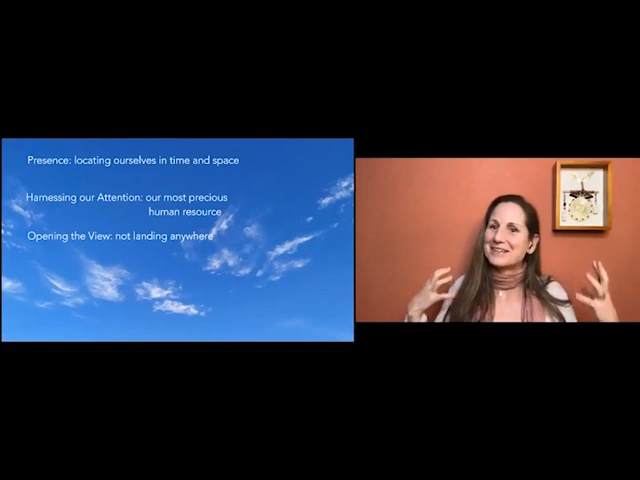 Presence: locating ourselves in time and space
Harnessing our Attention: our most precious
human resource
Opening the View: not landing anywhere